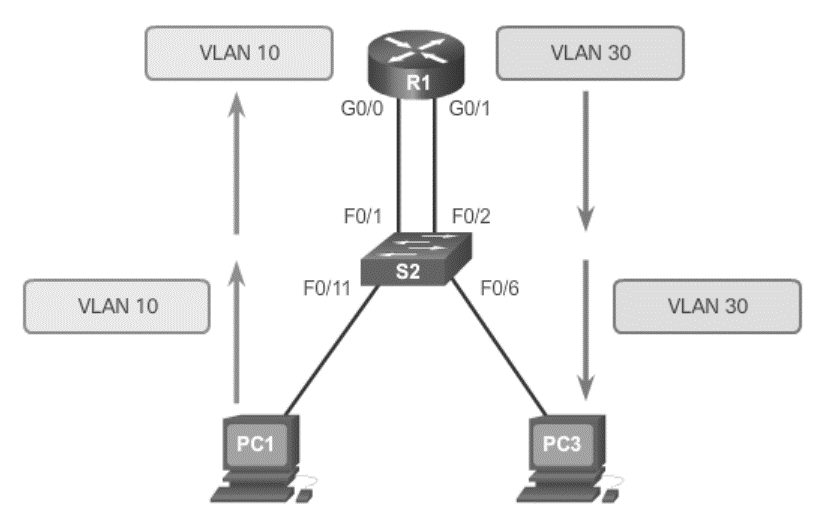 VLAN 10
VLAN 30
R1
G0/0
G0/1
F0/1
F0/2
S2
F0/11
F0/6
VLAN 10
VLAN 30
PC1
PC3